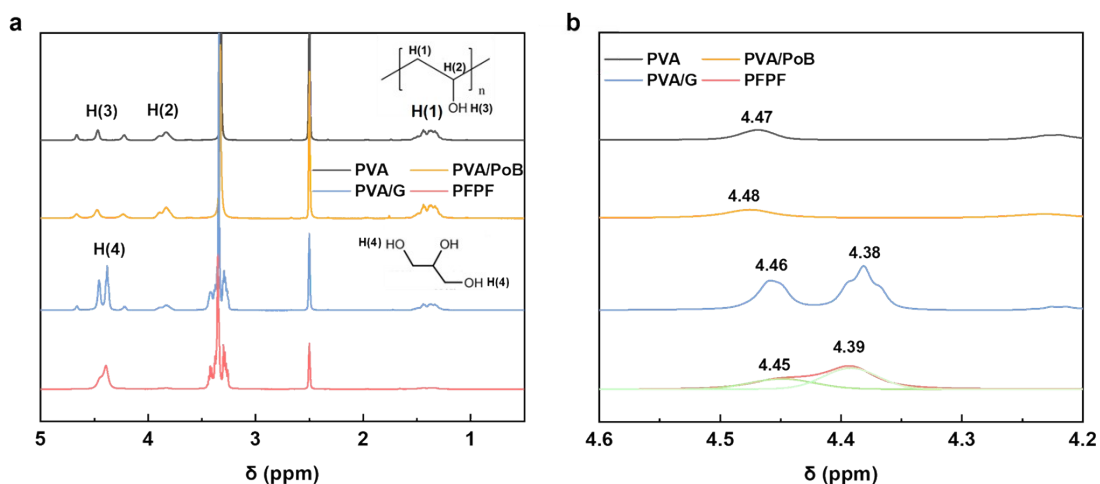 a
H(1)
H(2)
n
OH H(3)
H(3) H(2) H(1)
PVA PVA/PoB
PVA/G PFPF
H(4)
H(4) HO OH
OH H(4)
5 4 3 2 1
δ (ppm)
b
PVA PVA/PoB
PVA/G PFPF
4.47
4.48
4.46 4.38
4.45 4.39
4.6 4.5 4.4 4.3 4.2
δ (ppm)